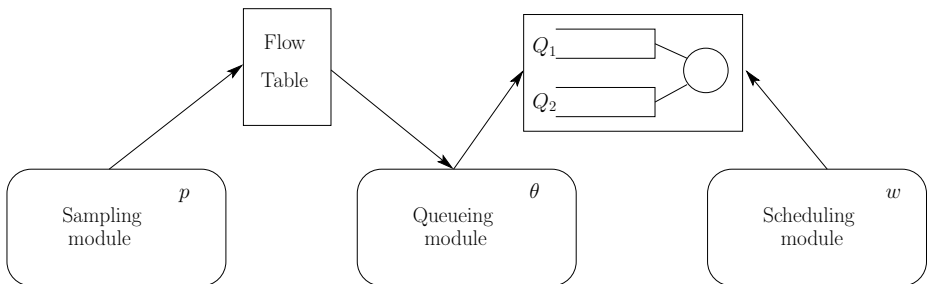 Flow
Table
Q₁
Q₂
p
Sampling
module
θ
Queueing
module
w
Scheduling
module